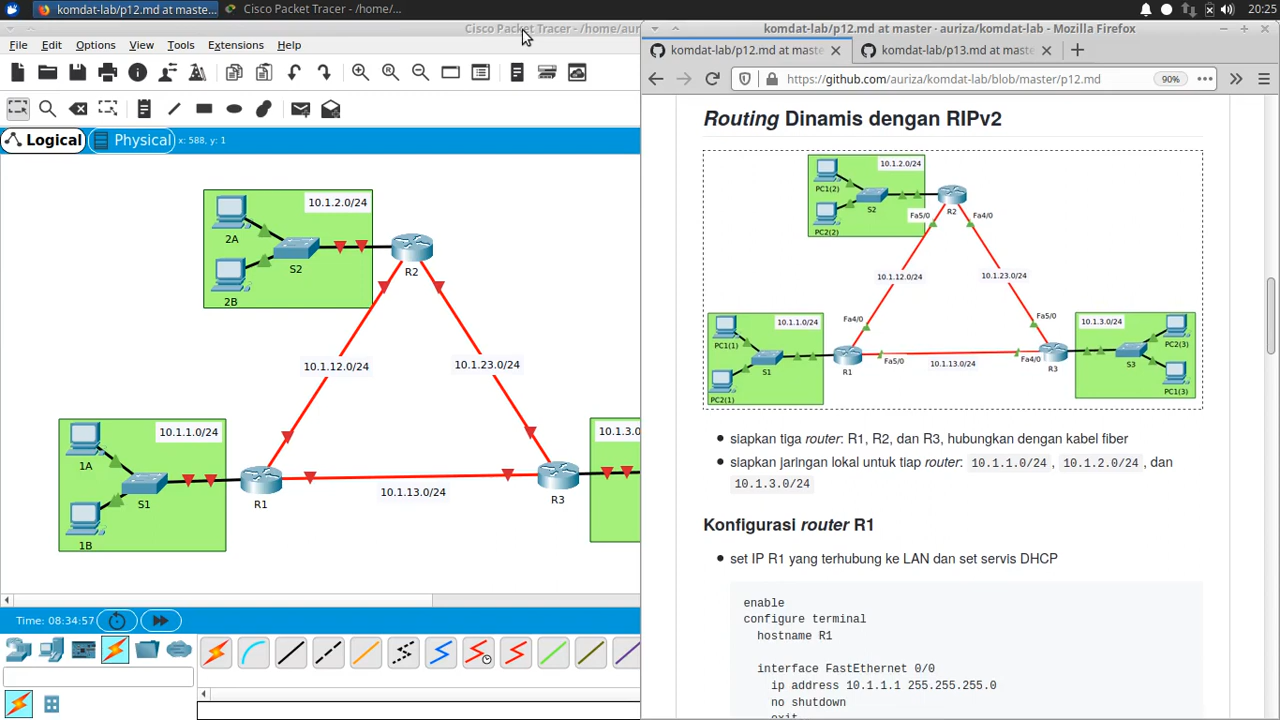 komdat-lab/p12.md at maste...
Cisco Packet Tracer - /home/...
20:25
Cisco Packet Tracer - /home/au
File Edit Options View Tools Extensions Help
Logical
Physical
x: 588, y: 1
10.1.2.0/24
2A
S2
2B
R2
10.1.12.0/24
10.1.23.0/24
10.1.1.0/24
1A
S1
1B
R1
10.1.13.0/24
R3
10.1.3.0
Time: 08:34:57
komdat-lab/p12.md at master · auriza/komdat-lab - Mozilla Firefox
komdat-lab/p12.md at maste
komdat-lab/p13.md at maste
https://github.com/auriza/komdat-lab/blob/master/p12.md
90%
Routing Dinamis dengan RIPv2
10.1.2.0/24
PC1(2)
S2
PC2(2)
R2
Fa5/0
Fa4/0
10.1.12.0/24
10.1.23.0/24
Fa4/0
Fa5/0
10.1.1.0/24
PC1(1)
S1
PC2(1)
R1
Fa5/0
10.1.13.0/24
Fa4/0
R3
10.1.3.0/24
PC2(3)
S3
PC1(3)
• siapkan tiga router: R1, R2, dan R3, hubungkan dengan kabel fiber
• siapkan jaringan lokal untuk tiap router: 10.1.1.0/24 , 10.1.2.0/24 , dan
10.1.3.0/24
Konfigurasi router R1
• set IP R1 yang terhubung ke LAN dan set servis DHCP
enable
configure terminal
hostname R1
interface FastEthernet 0/0
ip address 10.1.1.1 255.255.255.0
no shutdown
exit